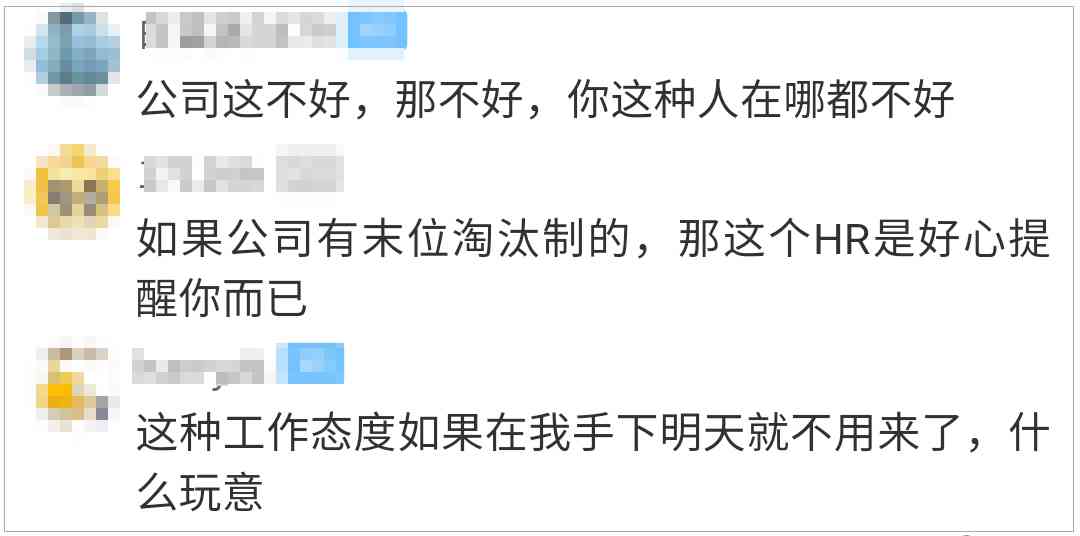 公司这不好，那不好，你这种人在哪都不好
如果公司有末位淘汰制的，那这个HR是好心提
醒你而已
这种工作态度如果在我手下明天就不用来了，什
么玩意